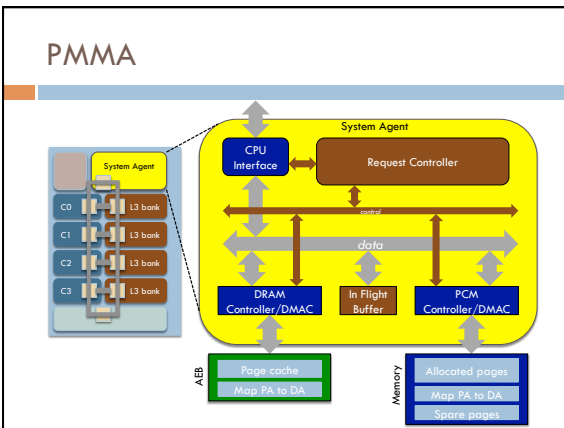 PMMA
System Agent
CPU
Interface
Request Controller
System Agent
control
C0
L3 bank
C1
L3 bank
data
C2
L3 bank
C3
L3 bank
DRAM
Controller/DMAC
In Flight
Buffer
PCM
Controller/DMAC
AEB
Page cache
Map PA to DA
Memory
Allocated pages
Map PA to DA
Spare pages